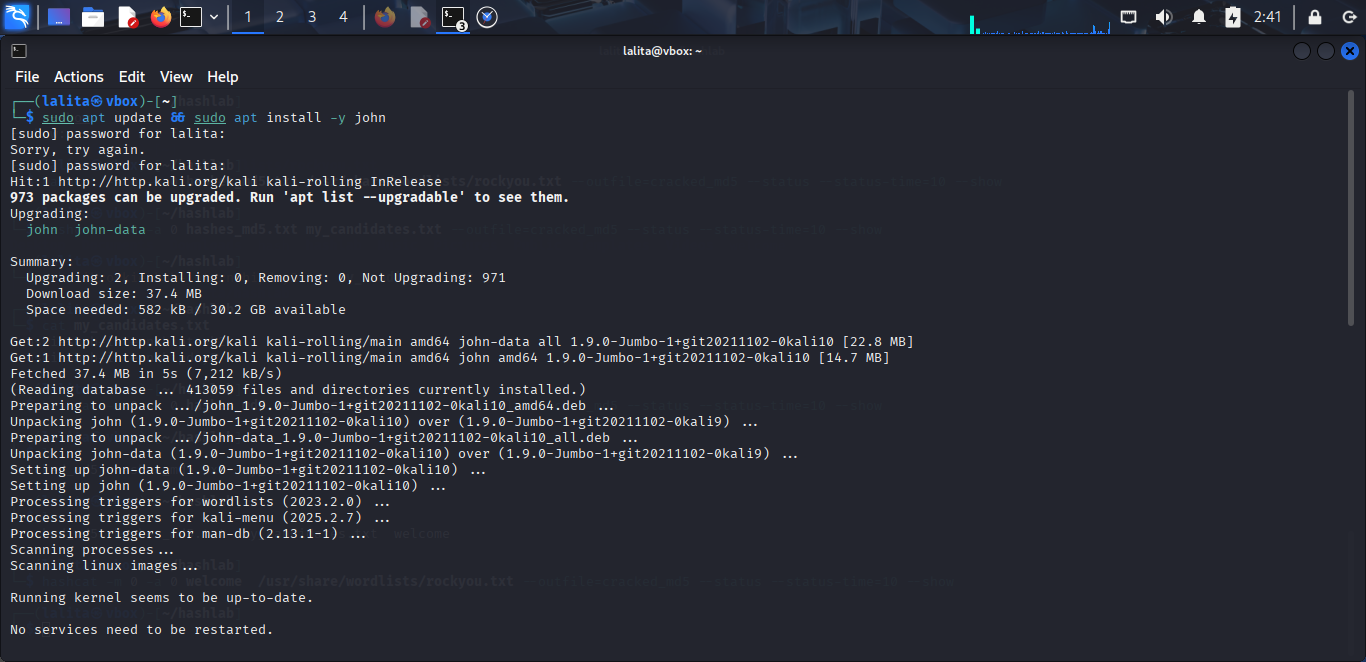 1 2 3 4 3 2:41
lalita@vbox: ~
File Actions Edit View Help
┌──(lalita㉿vbox)-[~]
└─$ sudo apt update && sudo apt install -y john
[sudo] password for lalita:
Sorry, try again.
[sudo] password for lalita:
Hit:1 http://http.kali.org/kali kali-rolling InRelease
973 packages can be upgraded. Run 'apt list --upgradable' to see them.
Upgrading:
john john-data
Summary:
Upgrading: 2, Installing: 0, Removing: 0, Not Upgrading: 971
Download size: 37.4 MB
Space needed: 582 kB / 30.2 GB available
Get:2 http://http.kali.org/kali kali-rolling/main amd64 john-data all 1.9.0-Jumbo-1+git20211102-0kali10 [22.8 MB]
Get:1 http://http.kali.org/kali kali-rolling/main amd64 john amd64 1.9.0-Jumbo-1+git20211102-0kali10 [14.7 MB]
Fetched 37.4 MB in 5s (7,212 kB/s)
(Reading database ... 413059 files and directories currently installed.)
Preparing to unpack .../john_1.9.0-Jumbo-1+git20211102-0kali10_amd64.deb ...
Unpacking john (1.9.0-Jumbo-1+git20211102-0kali10) over (1.9.0-Jumbo-1+git20211102-0kali9) ...
Preparing to unpack .../john-data_1.9.0-Jumbo-1+git20211102-0kali10_all.deb ...
Unpacking john-data (1.9.0-Jumbo-1+git20211102-0kali10) over (1.9.0-Jumbo-1+git20211102-0kali9) ...
Setting up john-data (1.9.0-Jumbo-1+git20211102-0kali10) ...
Setting up john (1.9.0-Jumbo-1+git20211102-0kali10) ...
Processing triggers for wordlists (2023.2.0) ...
Processing triggers for kali-menu (2025.2.7) ...
Processing triggers for man-db (2.13.1-1) ...
Scanning processes...
Scanning linux images...
Running kernel seems to be up-to-date.
No services need to be restarted.